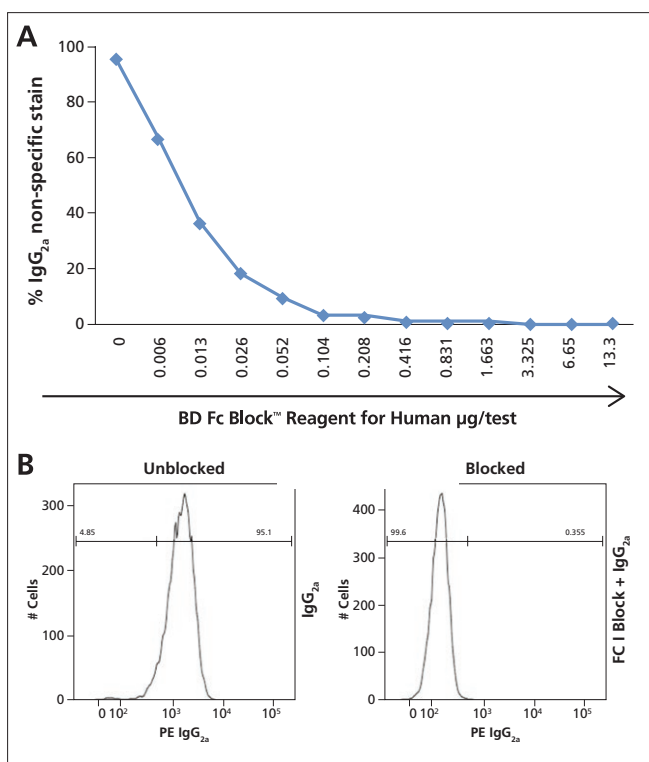 A
% IgG2a non-specific stain
100
80
60
40
20
0
0 0.006 0.013 0.026 0.052 0.104 0.208 0.416 0.831 1.663 3.325 6.65 13.3
BD Fc Block™ Reagent for Human µg/test
B
Unblocked
# Cells
300
200
100
0
4.85 95.1
0 10² 10³ 10⁴ 10⁵
PE IgG2a
IgG2a
Blocked
# Cells
400
300
200
100
0
99.6 0.355
0 10² 10³ 10⁴ 10⁵
PE IgG2a
FC I Block + IgG2a